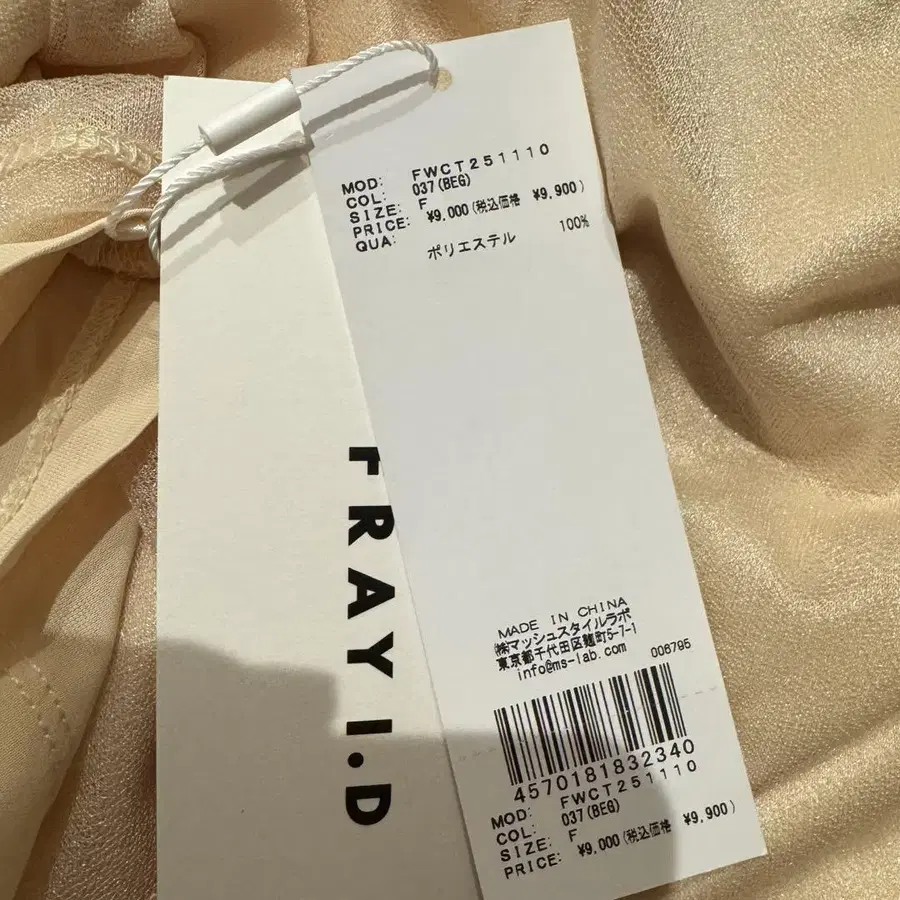 FRAY I.D
MOD: FWCT251110
COL: 037(BEG)
SIZE: F
PRICE: ¥9,000(税込価格 ¥9,900)
QUA:
ポリエステル 100%
MADE IN CHINA
㈱マッシュスタイルラボ
東京都千代田区麹町5-7-1
info@ms-lab.com 006795
4570181832340
MOD: FWCT251110
COL: 037(BEG)
SIZE: F
PRICE: ¥9,000(税込価格 ¥9,900)